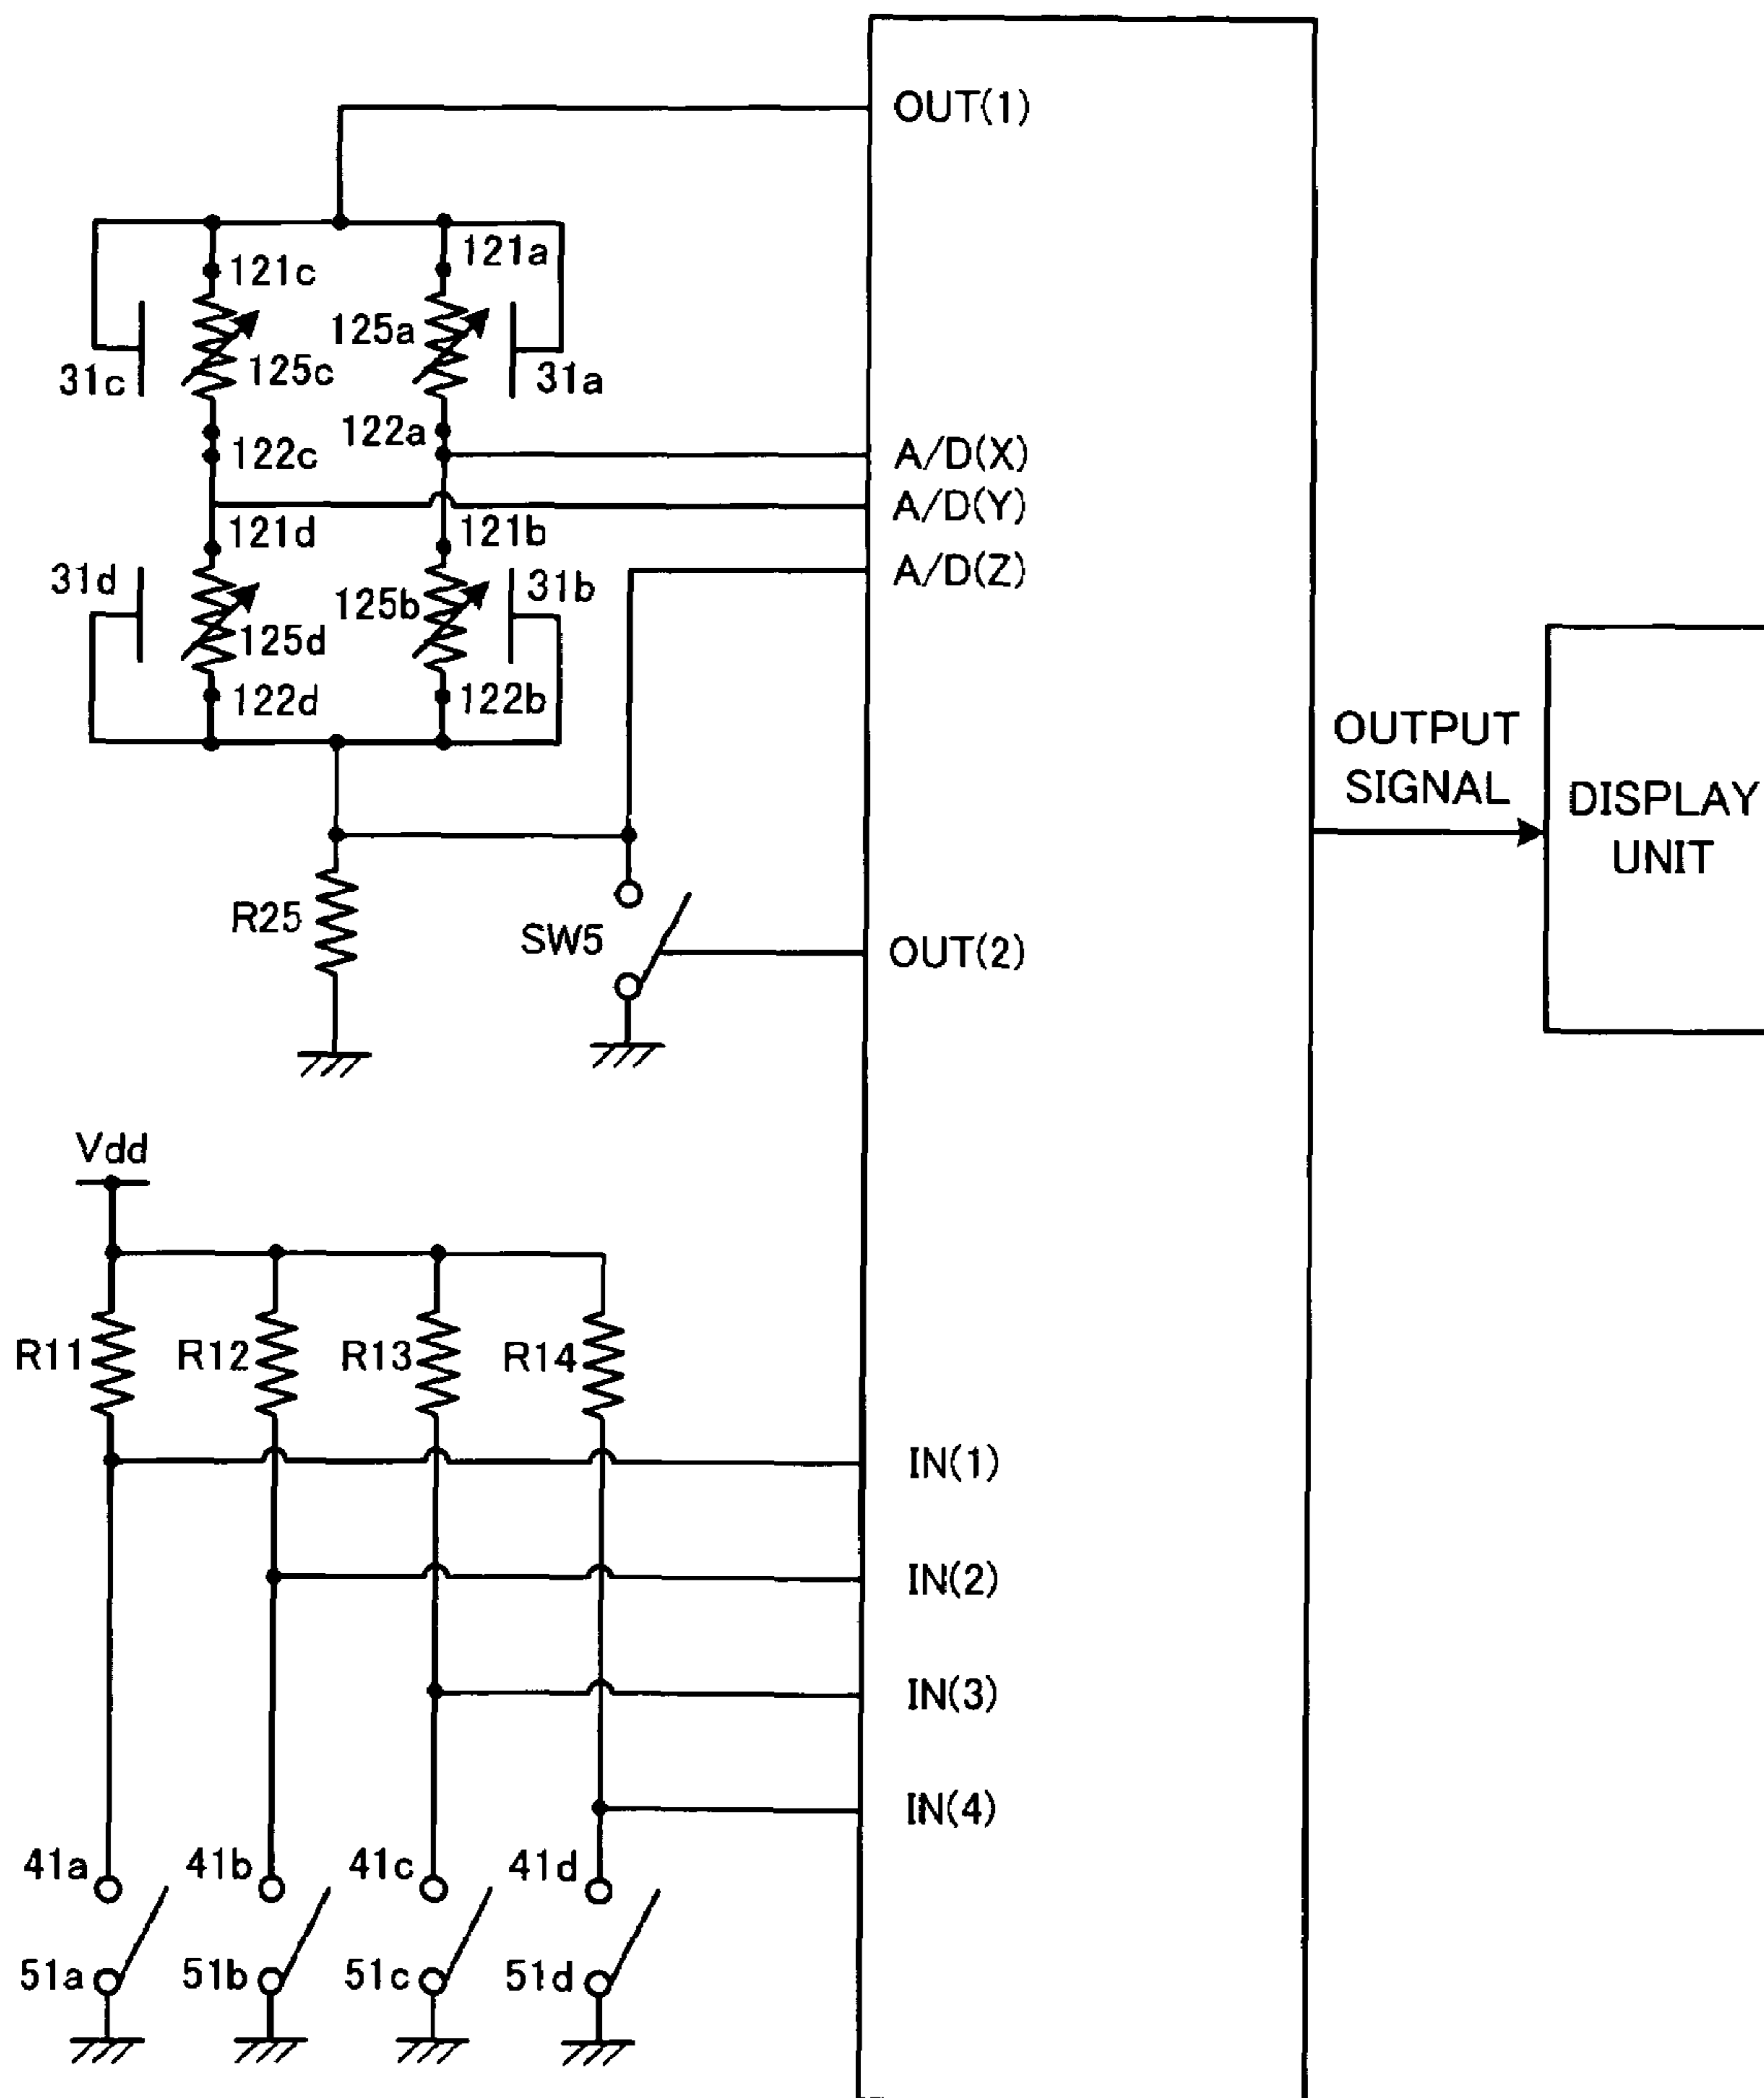 OUT(1)
121c
121a
125a
125c
31c
31a
122a
122c
A/D(X)
A/D(Y)
121d
121b
A/D(Z)
31d
31b
125b
125d
122d
122b
OUTPUT
SIGNAL
DISPLAY
UNIT
R25
SW5
OUT(2)
Vdd
R11
R12
R13
R14
IN(1)
IN(2)
IN(3)
IN(4)
41a
41b
41c
41d
51a
51b
51c
51d